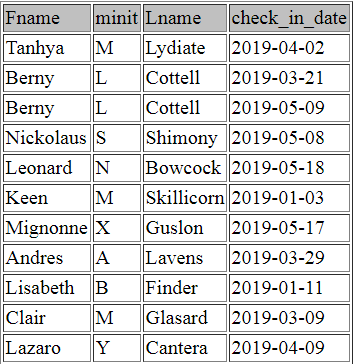 Fname minit Lname check_in_date
Tanhya M Lydiate 2019-04-02
Berny L Cottell 2019-03-21
Berny L Cottell 2019-05-09
Nickolaus S Shimony 2019-05-08
Leonard N Bowcock 2019-05-18
Keen M Skillicorn 2019-01-03
Mignonne X Guslon 2019-05-17
Andres A Lavens 2019-03-29
Lisabeth B Finder 2019-01-11
Clair M Glasard 2019-03-09
Lazaro Y Cantera 2019-04-09